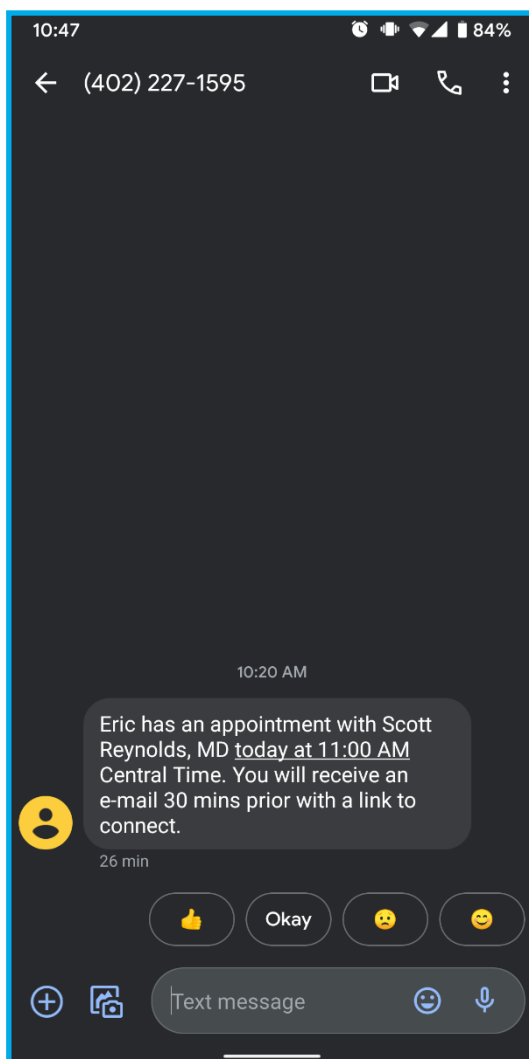 10:47 84%
(402) 227-1595
10:20 AM
Eric has an appointment with Scott
Reynolds, MD today at 11:00 AM
Central Time. You will receive an
e-mail 30 mins prior with a link to
connect.
26 min
Okay
Text message